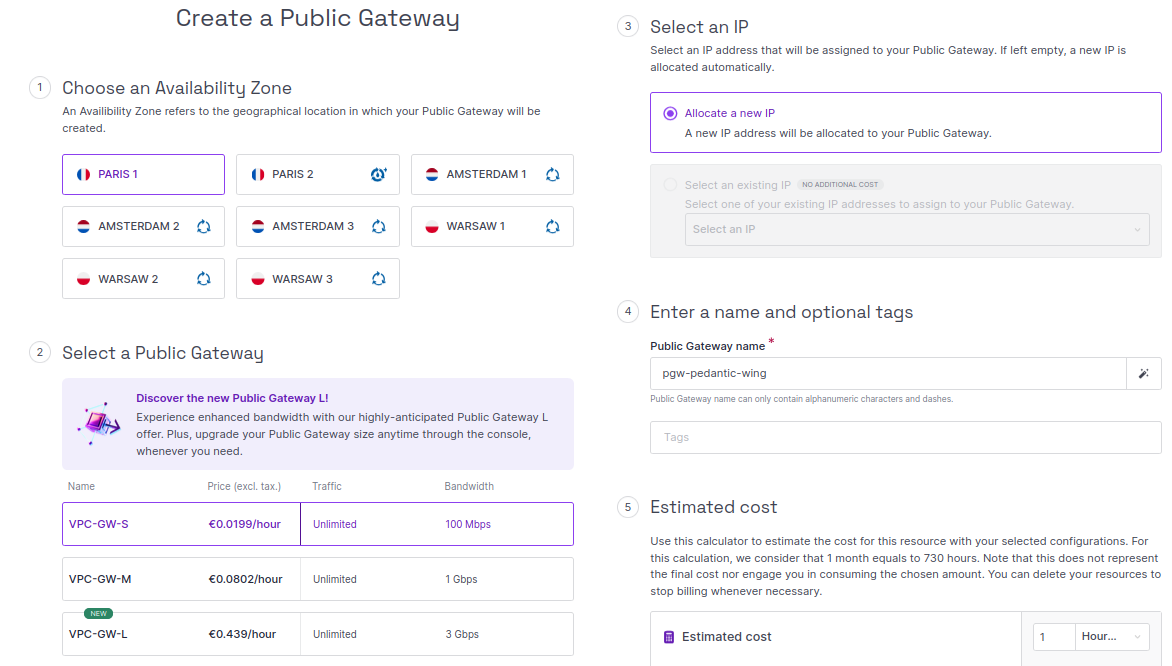 Create a Public Gateway
1
Choose an Availability Zone
An Availibility Zone refers to the geographical location in which your Public Gateway will be
created.
PARIS 1
PARIS 2
AMSTERDAM 1
AMSTERDAM 2
AMSTERDAM 3
WARSAW 1
WARSAW 2
WARSAW 3
2
Select a Public Gateway
Discover the new Public Gateway L!
Experience enhanced bandwidth with our highly-anticipated Public Gateway L
offer. Plus, upgrade your Public Gateway size anytime through the console,
whenever you need.
Name Price (excl. tax.) Traffic Bandwidth
VPC-GW-S €0.0199/hour Unlimited 100 Mbps
VPC-GW-M €0.0802/hour Unlimited 1 Gbps
NEW
VPC-GW-L €0.439/hour Unlimited 3 Gbps
3
Select an IP
Select an IP address that will be assigned to your Public Gateway. If left empty, a new IP is
allocated automatically.
Allocate a new IP
A new IP address will be allocated to your Public Gateway.
Select an existing IP NO ADDITIONAL COST
Select one of your existing IP addresses to assign to your Public Gateway.
Select an IP
4
Enter a name and optional tags
Public Gateway name *
pgw-pedantic-wing
Public Gateway name can only contain alphanumeric characters and dashes.
Tags
5
Estimated cost
Use this calculator to estimate the cost for this resource with your selected configurations. For
this calculation, we consider that 1 month equals to 730 hours. Note that this does not represent
the final cost nor engage you in consuming the chosen amount. You can delete your resources to
stop billing whenever necessary.
Estimated cost 1 Hour...